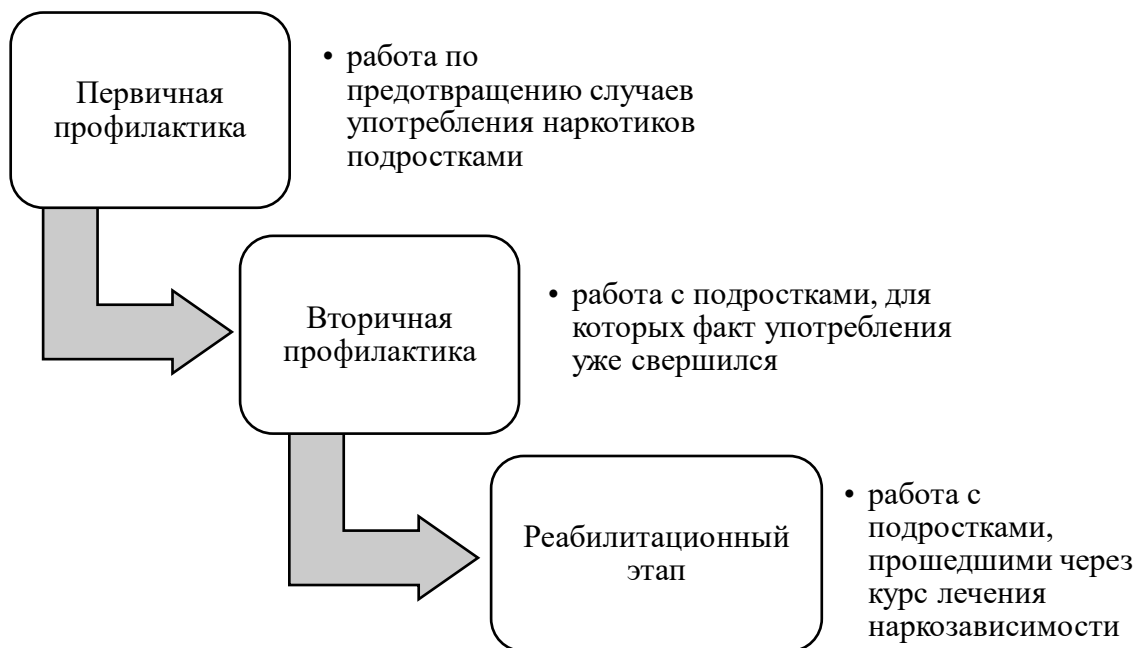 Первичная
профилактика
• работа по
предотвращению случаев
употребления наркотиков
подростками
Вторичная
профилактика
• работа с подростками, для
которых факт употребления
уже свершился
Реабилитационный
этап
• работа с
подростками,
прошедшими через
курс лечения
наркозависимости